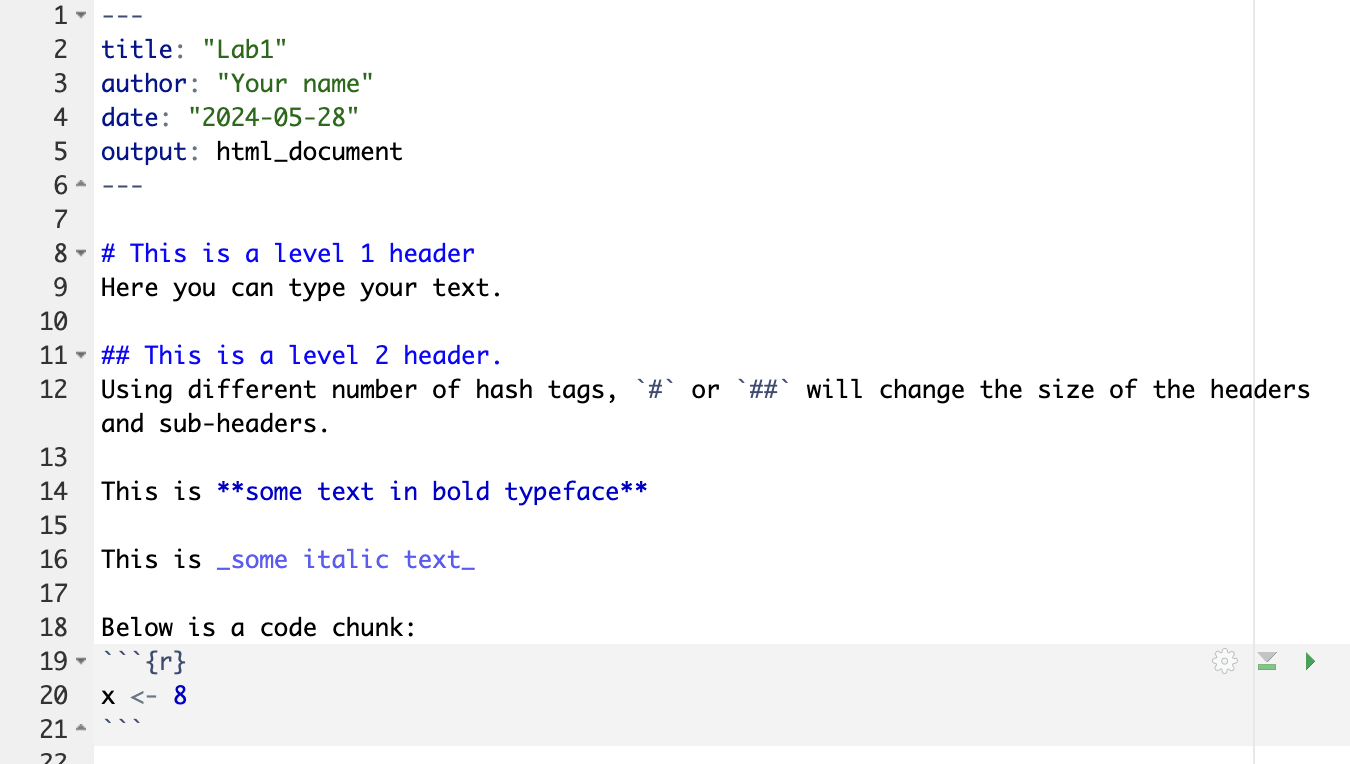 1 ---
2 title: "Lab1"
3 author: "Your name"
4 date: "2024-05-28"
5 output: html_document
6 ---
7
8 # This is a level 1 header
9 Here you can type your text.
10
11 ## This is a level 2 header.
12 Using different number of hash tags, `#` or `##` will change the size of the headers
and sub-headers.
13
14 This is **some text in bold typeface**
15
16 This is _some italic text_
17
18 Below is a code chunk:
19 ```{r}
20 x <- 8
21 ```
22